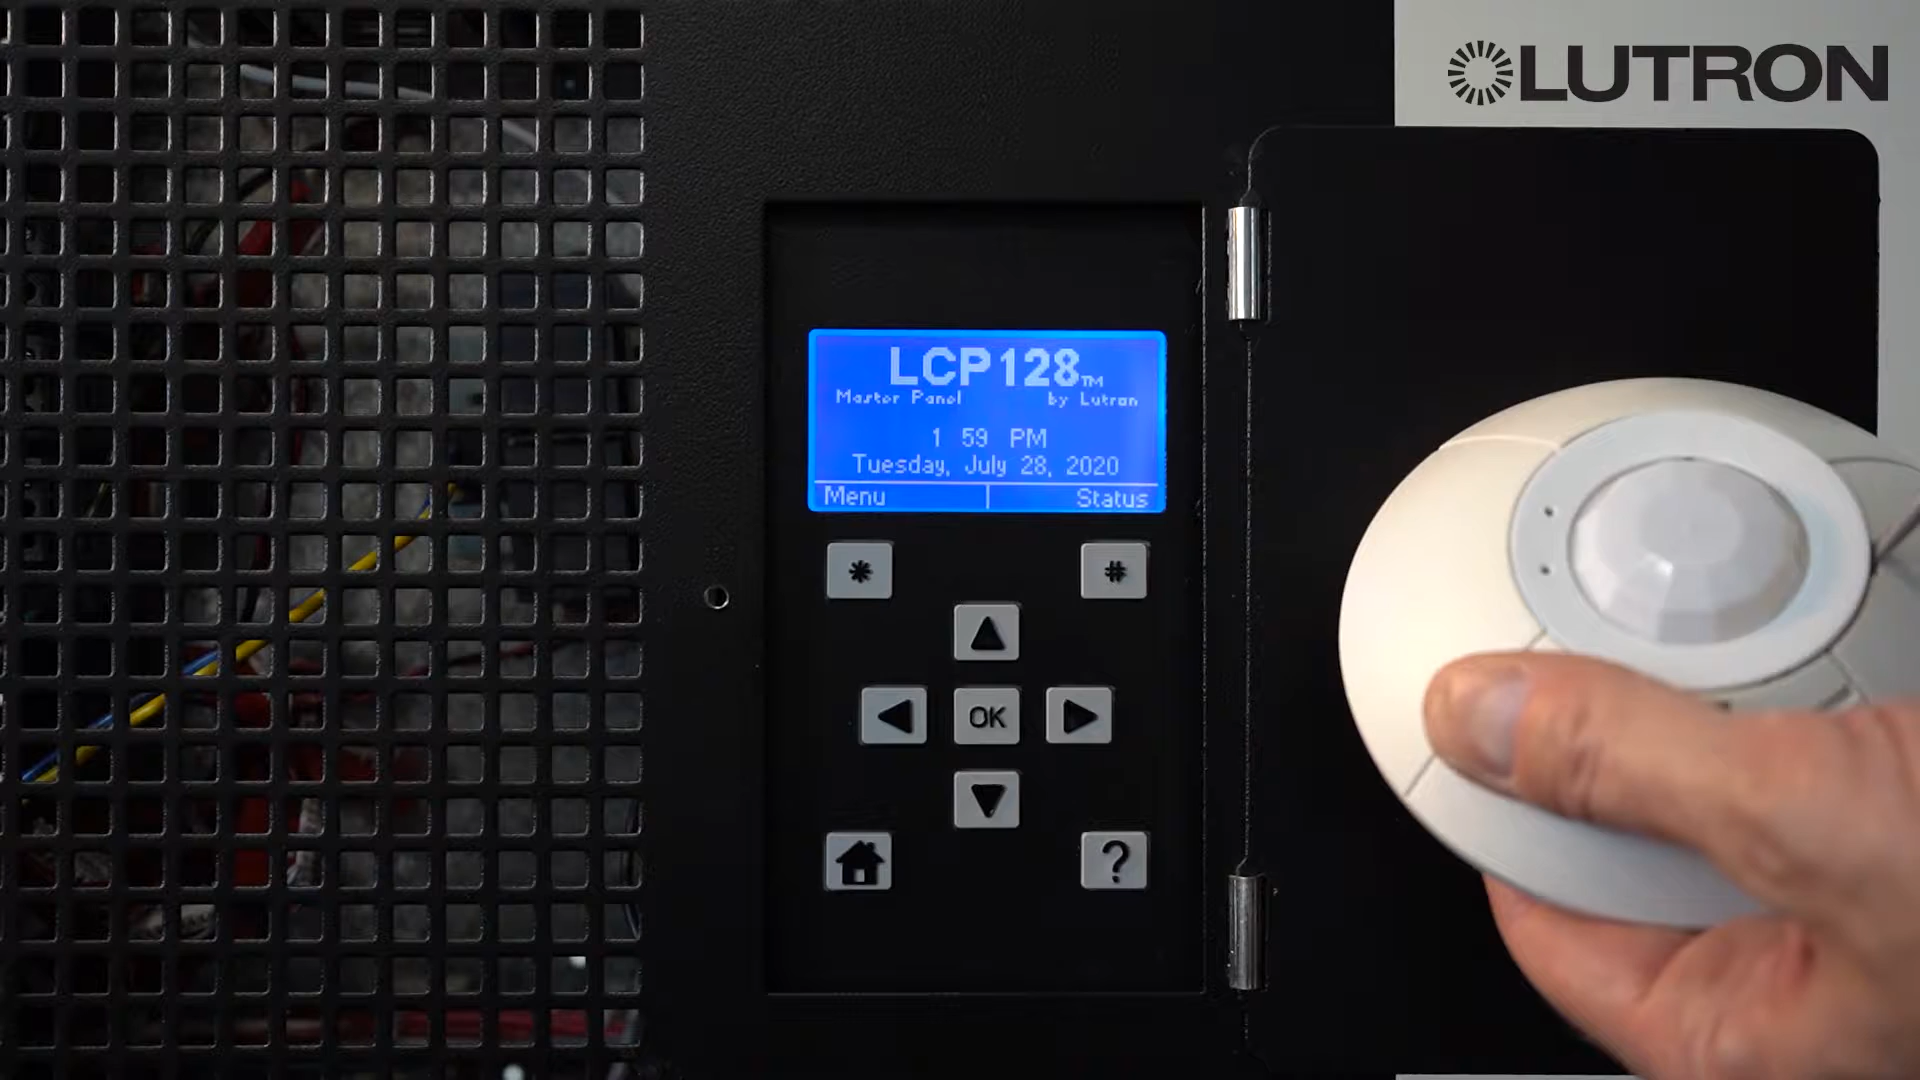 LUTRON
LCP128™
Master Panel by Lutron
1 59 PM
Tuesday, July 28, 2020
Menu Status
* #
OK
?